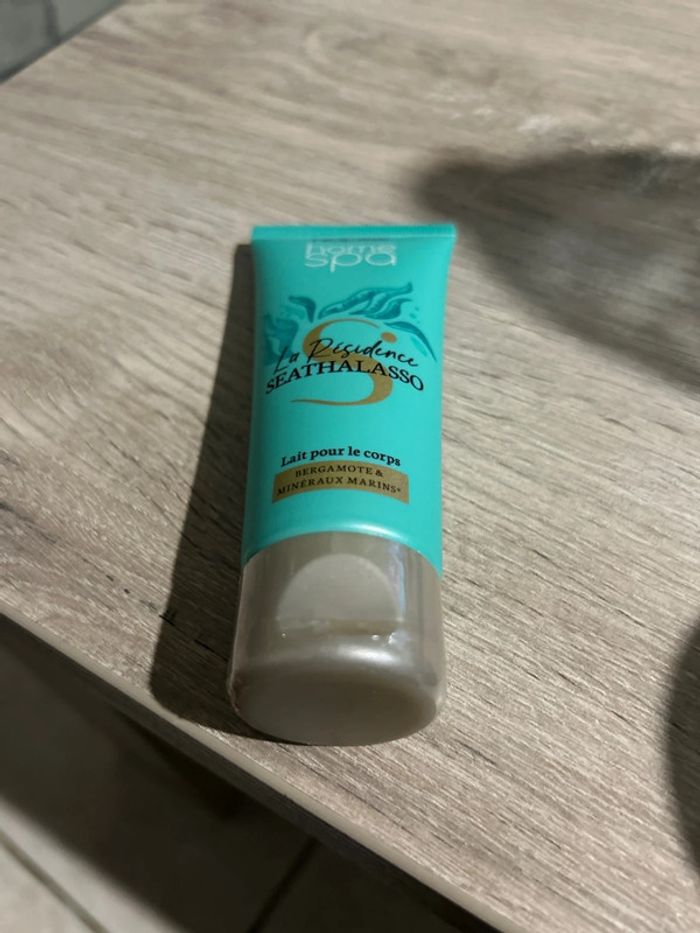 home
spa
La Résidence
SEATHALASSO
Lait pour le corps
BERGAMOTE &
MINÉRAUX MARINS*